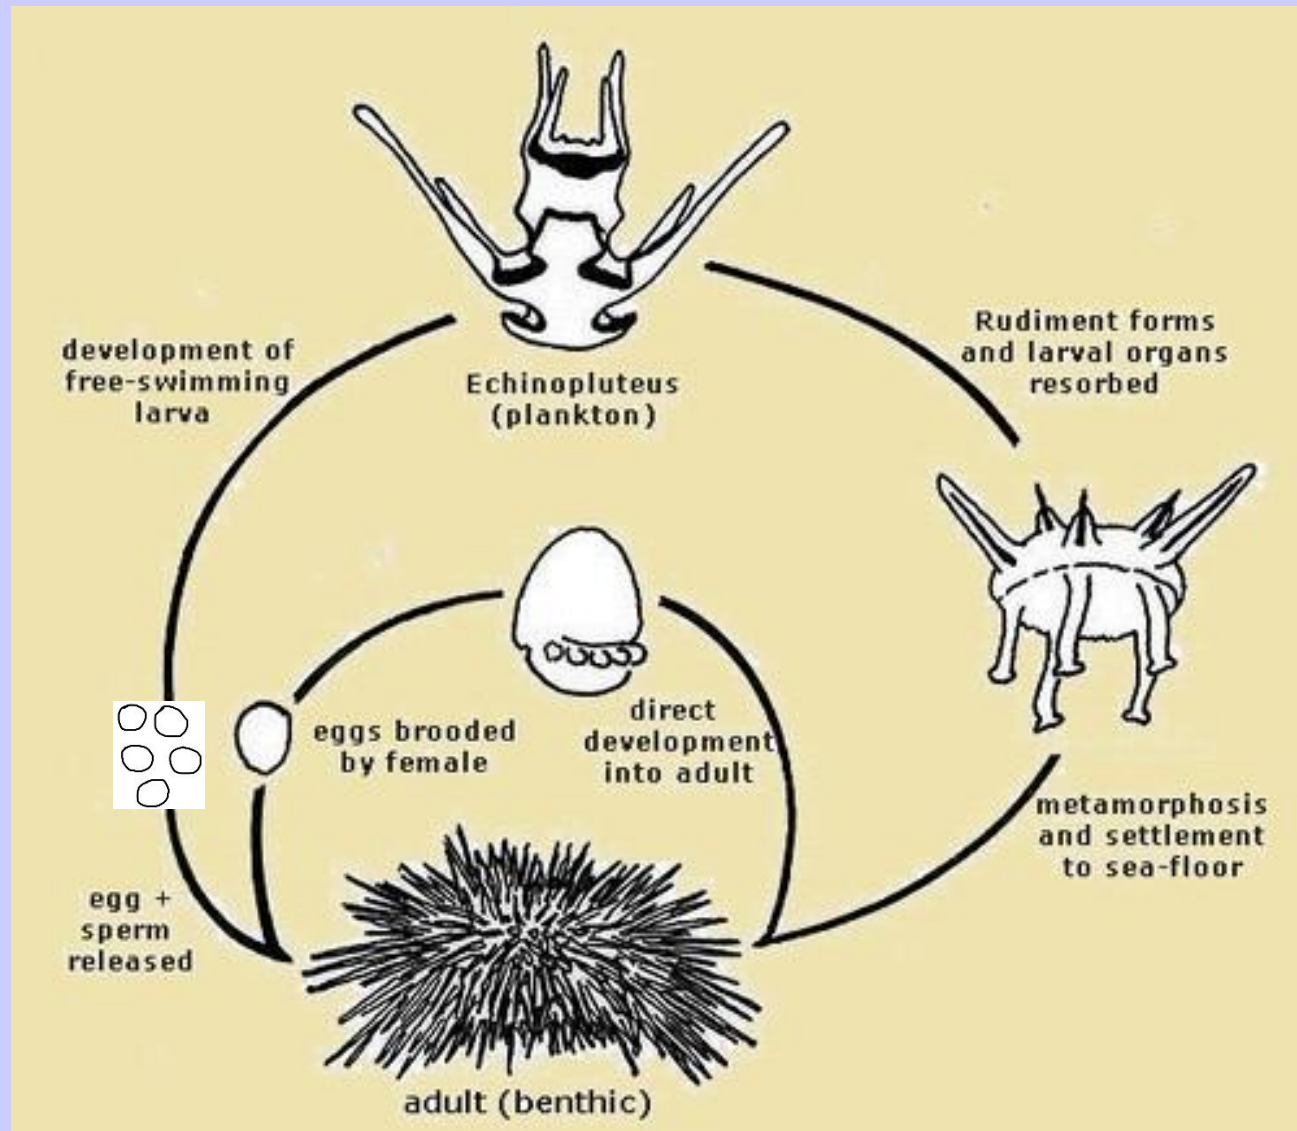 development of
free-swimming
larva
Echinopluteus
(plankton)
Rudiment forms
and larval organs
resorbed
eggs brooded
by female
direct
development
into adult
metamorphosis
and settlement
to sea-floor
egg +
sperm
released
adult (benthic)